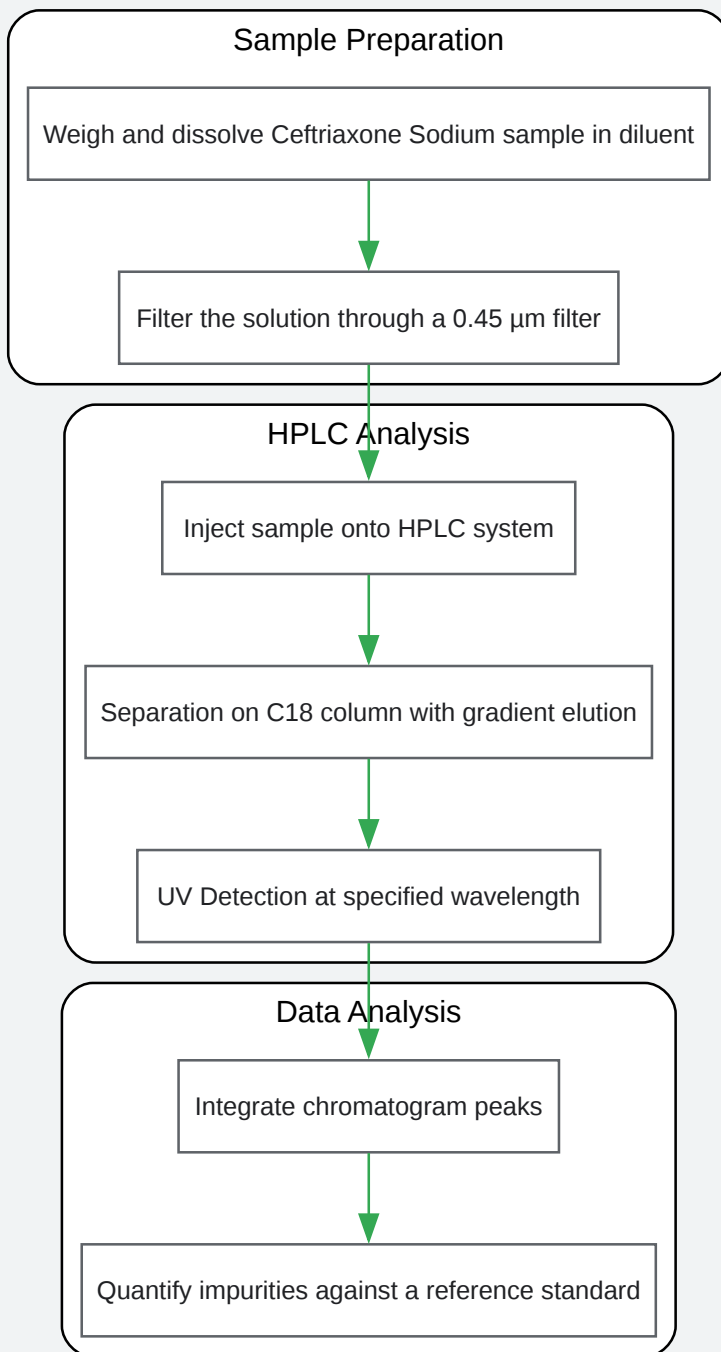 Sample Preparation
Weigh and dissolve Ceftriaxone Sodium sample in diluent
Filter the solution through a 0.45 µm filter
HPLC Analysis
Inject sample onto HPLC system
Separation on C18 column with gradient elution
UV Detection at specified wavelength
Data Analysis
Integrate chromatogram peaks
Quantify impurities against a reference standard